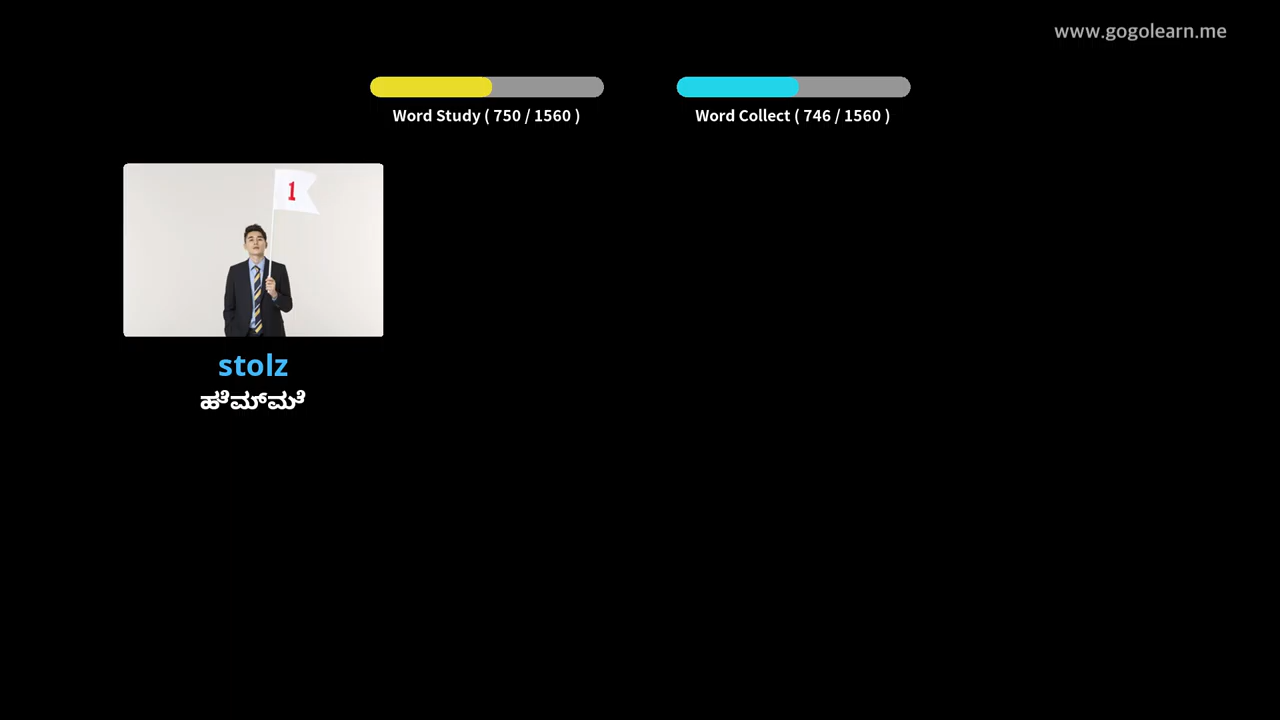 www.gogolearn.me
Word Study ( 750 / 1560 )
Word Collect ( 746 / 1560 )
1
stolz
ಹೆಮ್ಮೆ